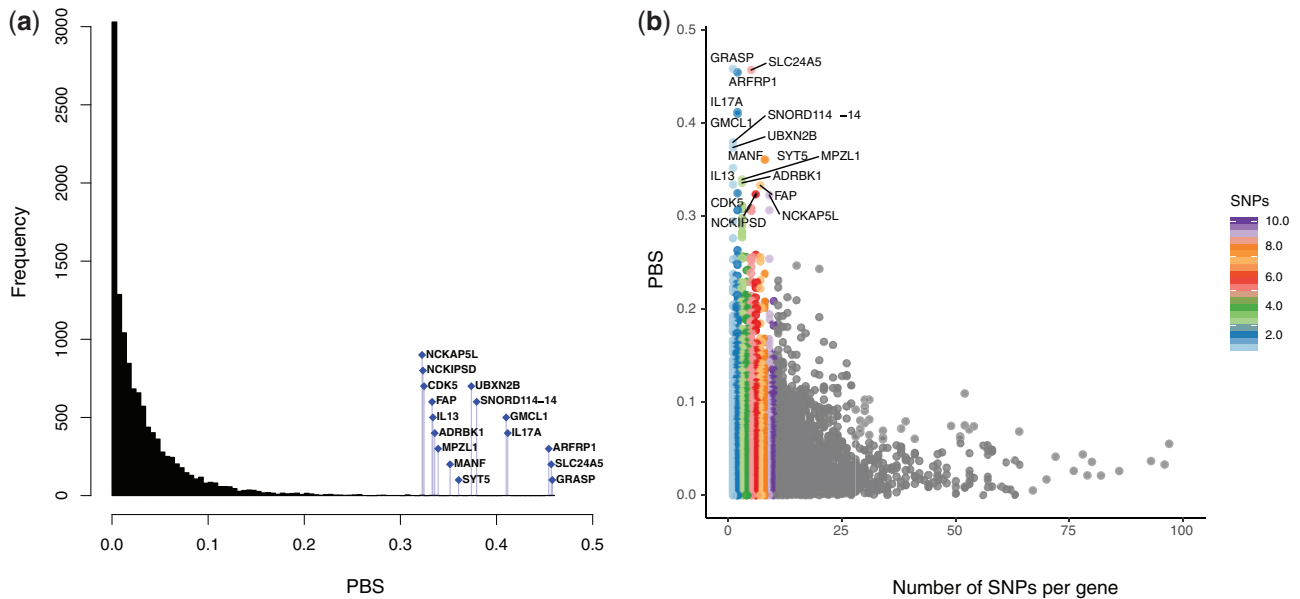 (a)
Frequency
3000
2500
2000
1500
1000
500
0
NCKAP5L
NCKIPSD
CDK5
UBXN2B
FAP
SNORD114–14
IL13
GMCL1
ADRBK1
IL17A
MPZL1
ARFRP1
MANF
SLC24A5
SYT5
GRASP
0.0
0.1
0.2
0.3
0.4
0.5
PBS
(b)
PBS
0.5
0.4
0.3
0.2
0.1
0.0
GRASP
SLC24A5
ARFRP1
IL17A
SNORD114 –14
GMCL1
UBXN2B
MANF
SYT5
MPZL1
IL13
ADRBK1
FAP
CDK5
NCKAP5L
NCKIPSD
0
25
50
75
100
Number of SNPs per gene
SNPs
10.0
8.0
6.0
4.0
2.0